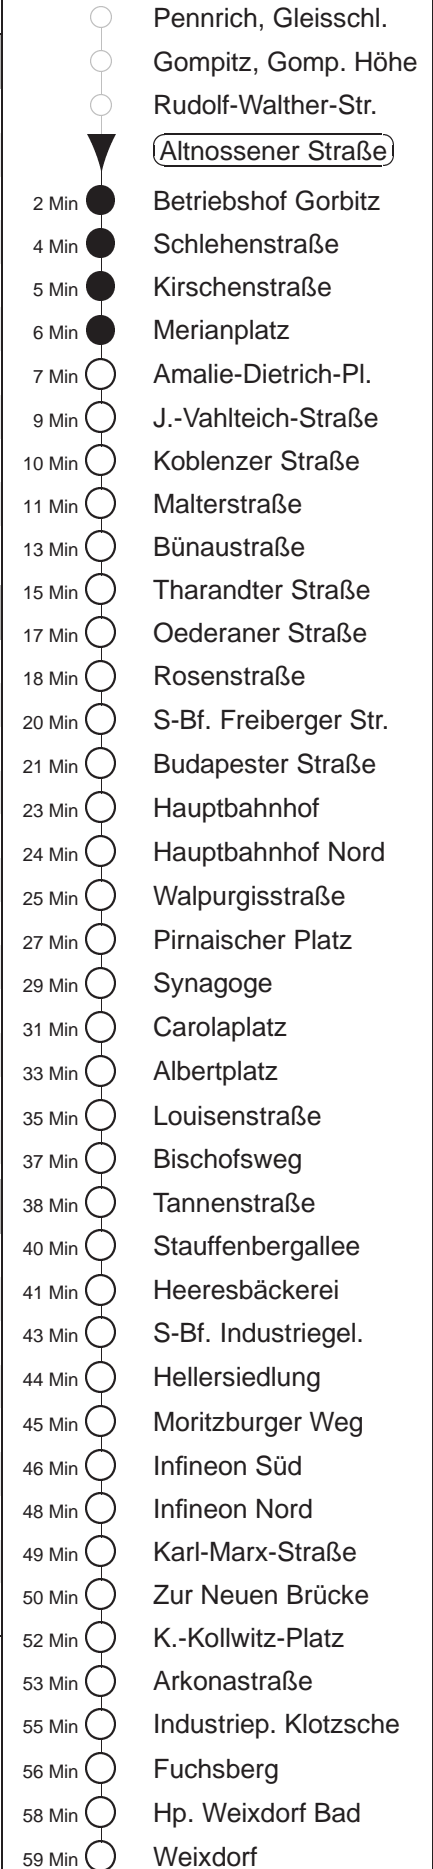 Pennrich, Gleisschl.
Gompitz, Gomp. Höhe
Rudolf-Walther-Str.
Altnossener Straße
2 Min Betriebshof Gorbitz
4 Min Schlehenstraße
5 Min Kirschenstraße
6 Min Merianplatz
7 Min Amalie-Dietrich-Pl.
9 Min J.-Vahlteich-Straße
10 Min Koblenzer Straße
11 Min Malterstraße
13 Min Bünaustraße
15 Min Tharandter Straße
17 Min Oederaner Straße
18 Min Rosenstraße
20 Min S-Bf. Freiberger Str.
21 Min Budapester Straße
23 Min Hauptbahnhof
24 Min Hauptbahnhof Nord
25 Min Walpurgisstraße
27 Min Pirnaischer Platz
29 Min Synagoge
31 Min Carolaplatz
33 Min Albertplatz
35 Min Louisenstraße
37 Min Bischofsweg
38 Min Tannenstraße
40 Min Stauffenbergallee
41 Min Heeresbäckerei
43 Min S-Bf. Industriegel.
44 Min Hellersiedlung
45 Min Moritzburger Weg
46 Min Infineon Süd
48 Min Infineon Nord
49 Min Karl-Marx-Straße
50 Min Zur Neuen Brücke
52 Min K.-Kollwitz-Platz
53 Min Arkonastraße
55 Min Industriep. Klotzsche
56 Min Fuchsberg
58 Min Hp. Weixdorf Bad
59 Min Weixdorf